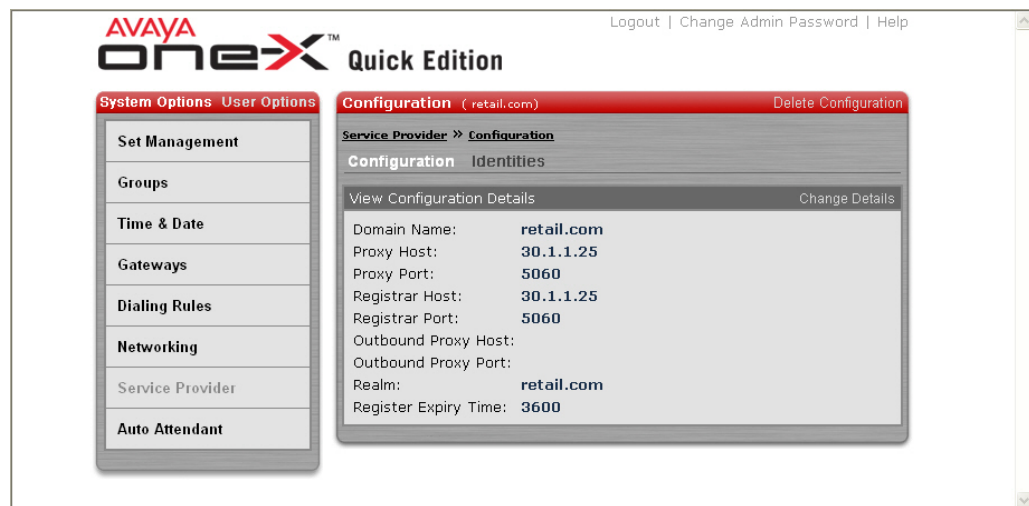 Logout | Change Admin Password | Help
AVAYA
one-X™ Quick Edition
System Options User Options
Set Management
Groups
Time & Date
Gateways
Dialing Rules
Networking
Service Provider
Auto Attendant
Configuration ( retail.com) Delete Configuration
Service Provider » Configuration
Configuration Identities
View Configuration Details Change Details
Domain Name: retail.com
Proxy Host: 30.1.1.25
Proxy Port: 5060
Registrar Host: 30.1.1.25
Registrar Port: 5060
Outbound Proxy Host:
Outbound Proxy Port:
Realm: retail.com
Register Expiry Time: 3600